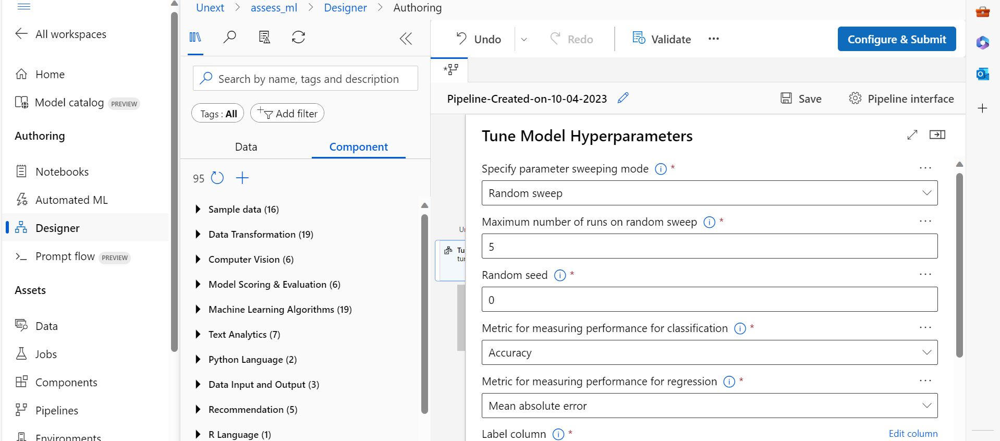 Unext > assess_ml > Designer > Authoring
All workspaces
Home
Model catalog PREVIEW
Authoring
Notebooks
Automated ML
Designer
Prompt flow PREVIEW
Assets
Data
Jobs
Components
Pipelines
Environments
Search by name, tags and description
Tags : All
Add filter
Data
Component
95
Sample data (16)
Data Transformation (19)
Computer Vision (6)
Model Scoring & Evaluation (6)
Machine Learning Algorithms (19)
Text Analytics (7)
Python Language (2)
Data Input and Output (3)
Recommendation (5)
R Language (1)
Undo
Redo
Validate
Configure & Submit
Pipeline-Created-on-10-04-2023
Save
Pipeline interface
Tune Model Hyperparameters
Specify parameter sweeping mode *
Random sweep
Maximum number of runs on random sweep *
5
Random seed *
0
Metric for measuring performance for classification *
Accuracy
Metric for measuring performance for regression *
Mean absolute error
Label column *
Edit column